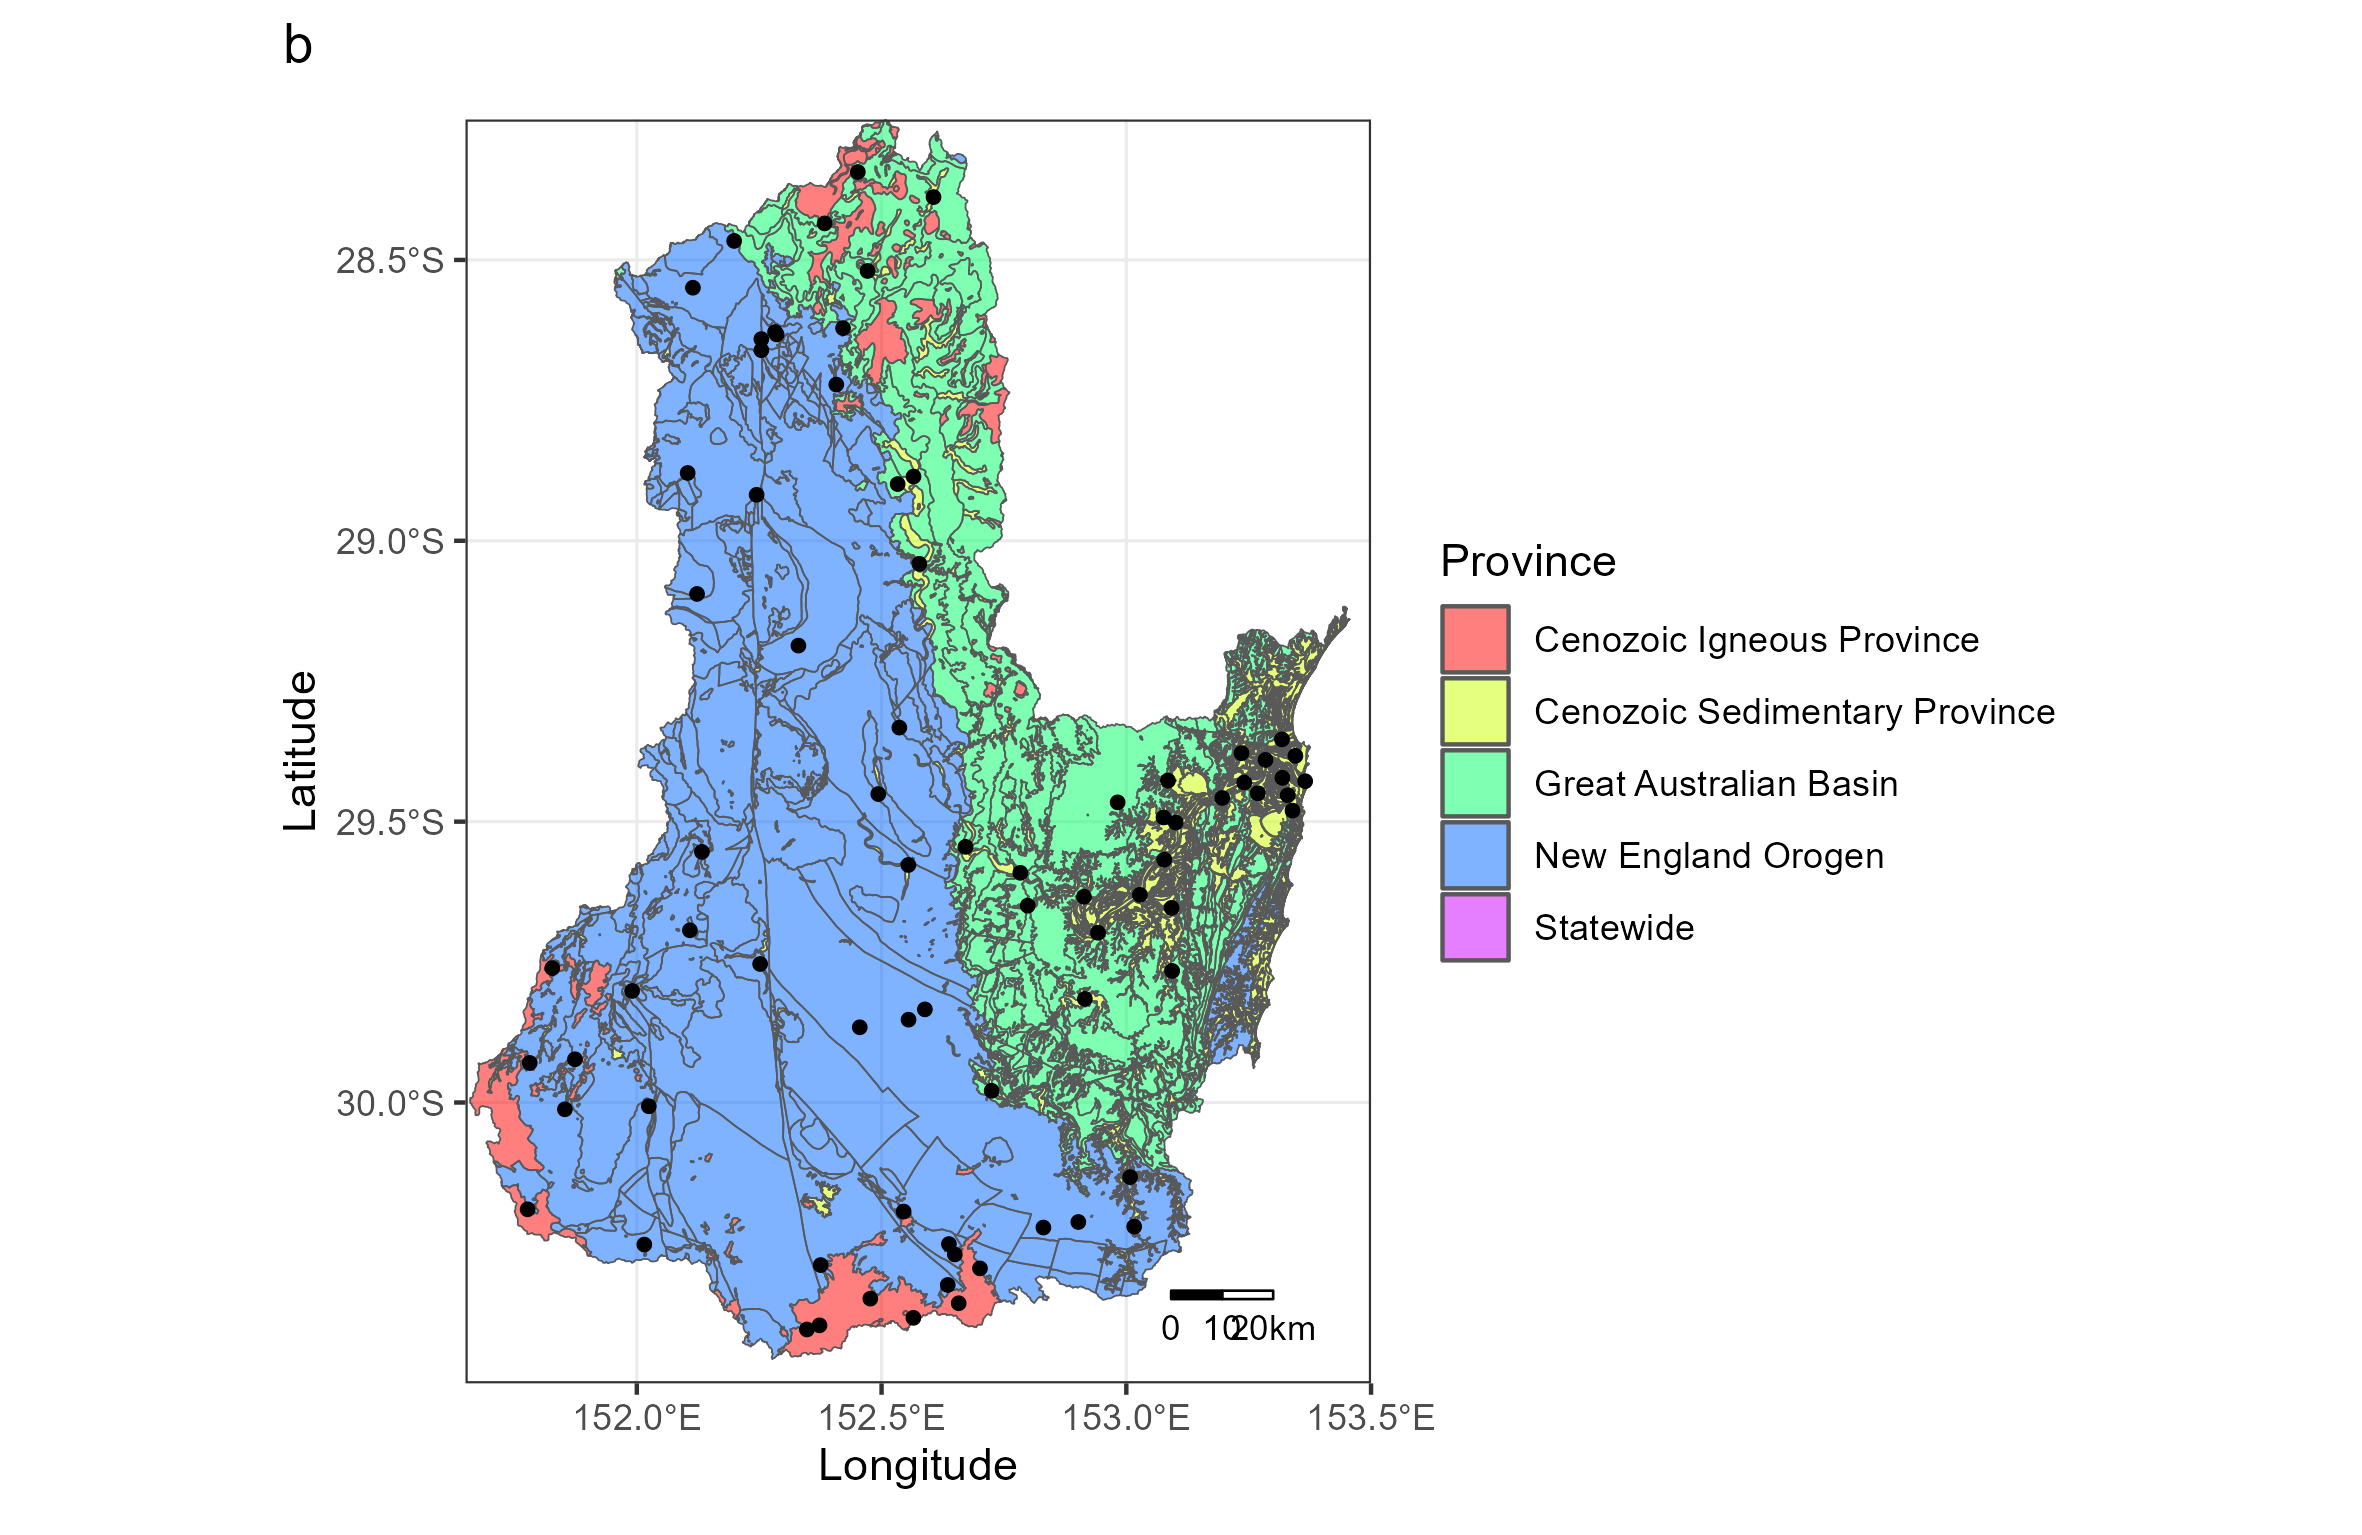 b
28.5°S
29.0°S
29.5°S
30.0°S
Latitude
152.0°E
152.5°E
153.0°E
153.5°E
Longitude
0 10 20km
Province
Cenozoic Igneous Province
Cenozoic Sedimentary Province
Great Australian Basin
New England Orogen
Statewide